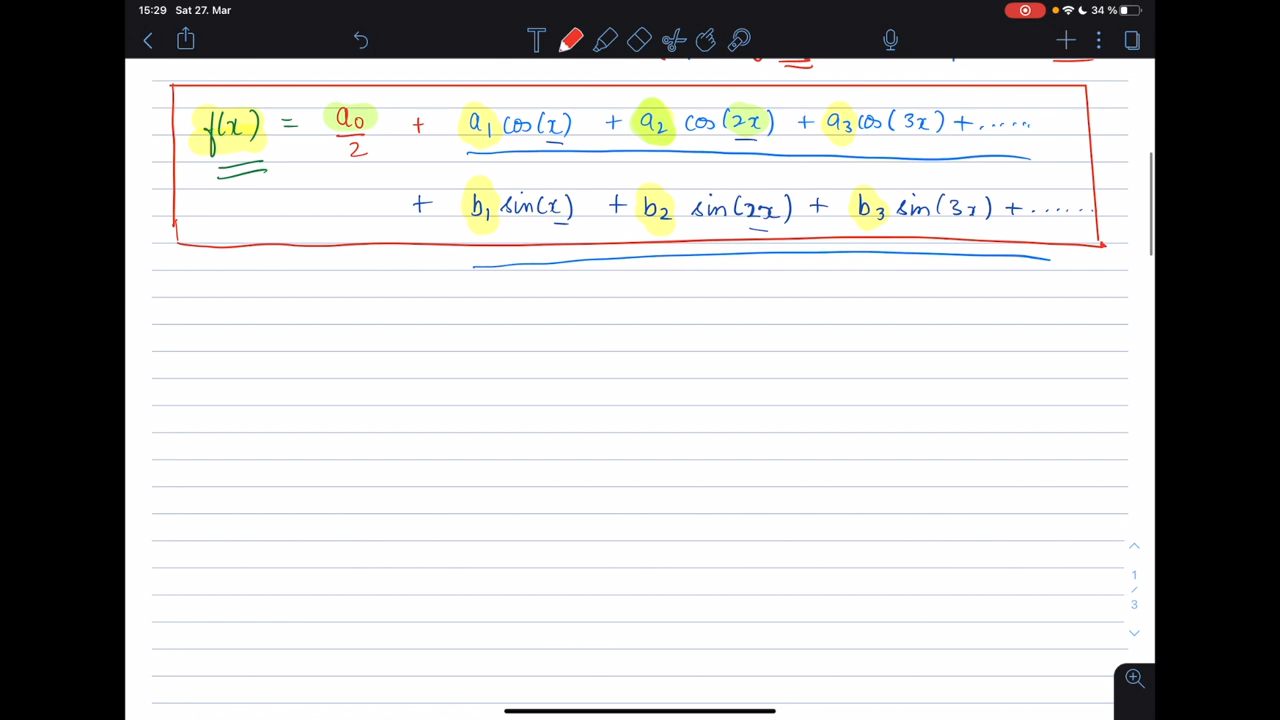 15:29 Sat 27. Mar 34 %
f(x) = a₀/2 + a₁ cos(x) + a₂ cos(2x) + a₃ cos(3x) + .....
+ b₁ sin(x) + b₂ sin(2x) + b₃ sin(3x) + ......
1
/
3